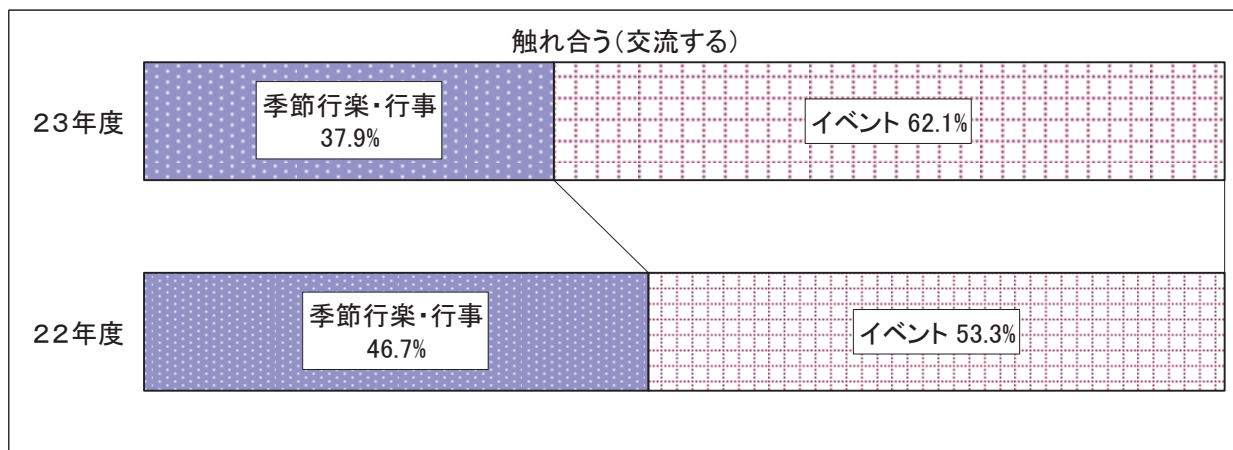 触れ合う(交流する)
23年度
季節行楽・行事
37.9%
イベント 62.1%
22年度
季節行楽・行事
46.7%
イベント 53.3%